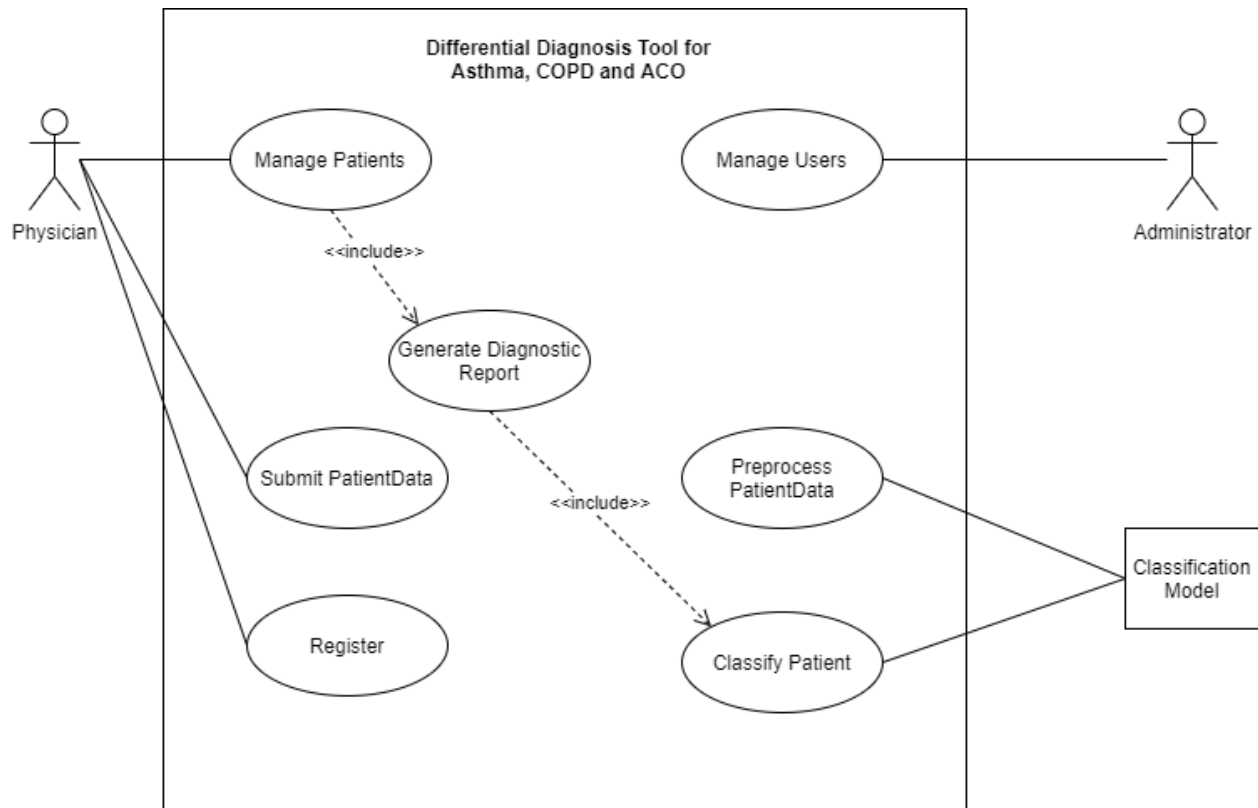 Differential Diagnosis Tool for
Asthma, COPD and ACO
Manage Patients
Manage Users
Physician
Administrator
<<include>>
Generate Diagnostic
Report
Submit PatientData
Preprocess
PatientData
<<include>>
Classification
Model
Register
Classify Patient